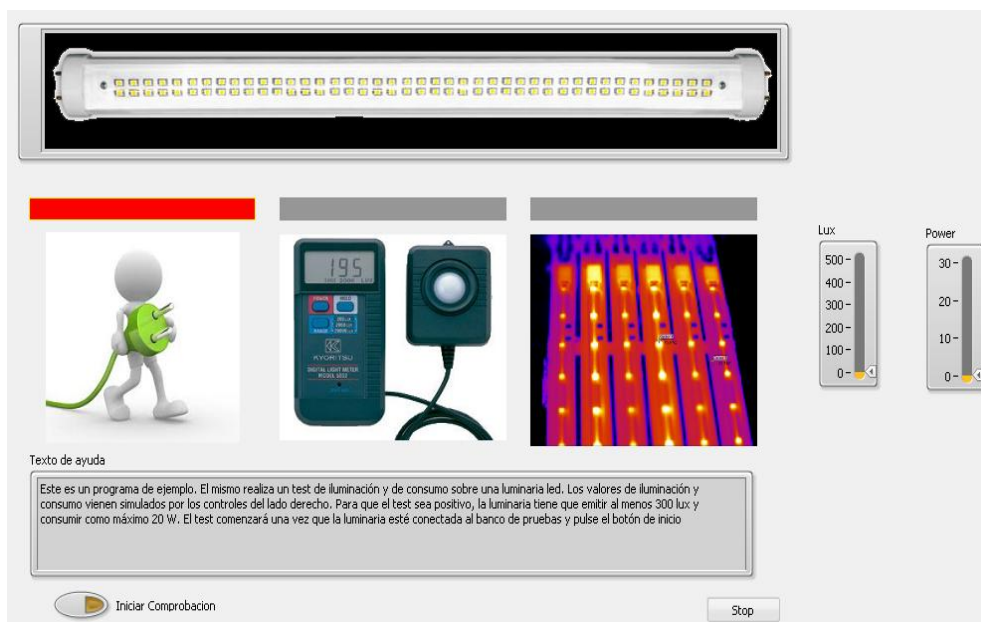 Lux
Power
500
400
300
200
100
0
30
20
10
0
195
POWER
HOLD
RANGE
KYORITSU
DIGITAL LIGHT METER
Texto de ayuda
Este es un programa de ejemplo. El mismo realiza un test de iluminación y de consumo sobre una luminaria led. Los valores de iluminación y
consumo vienen simulados por los controles del lado derecho. Para que el test sea positivo, la luminaria tiene que emitir al menos 300 lux y
consumir como máximo 20 W. El test comenzará una vez que la luminaria esté conectada al banco de pruebas y pulse el botón de inicio
Iniciar Comprobacion
Stop